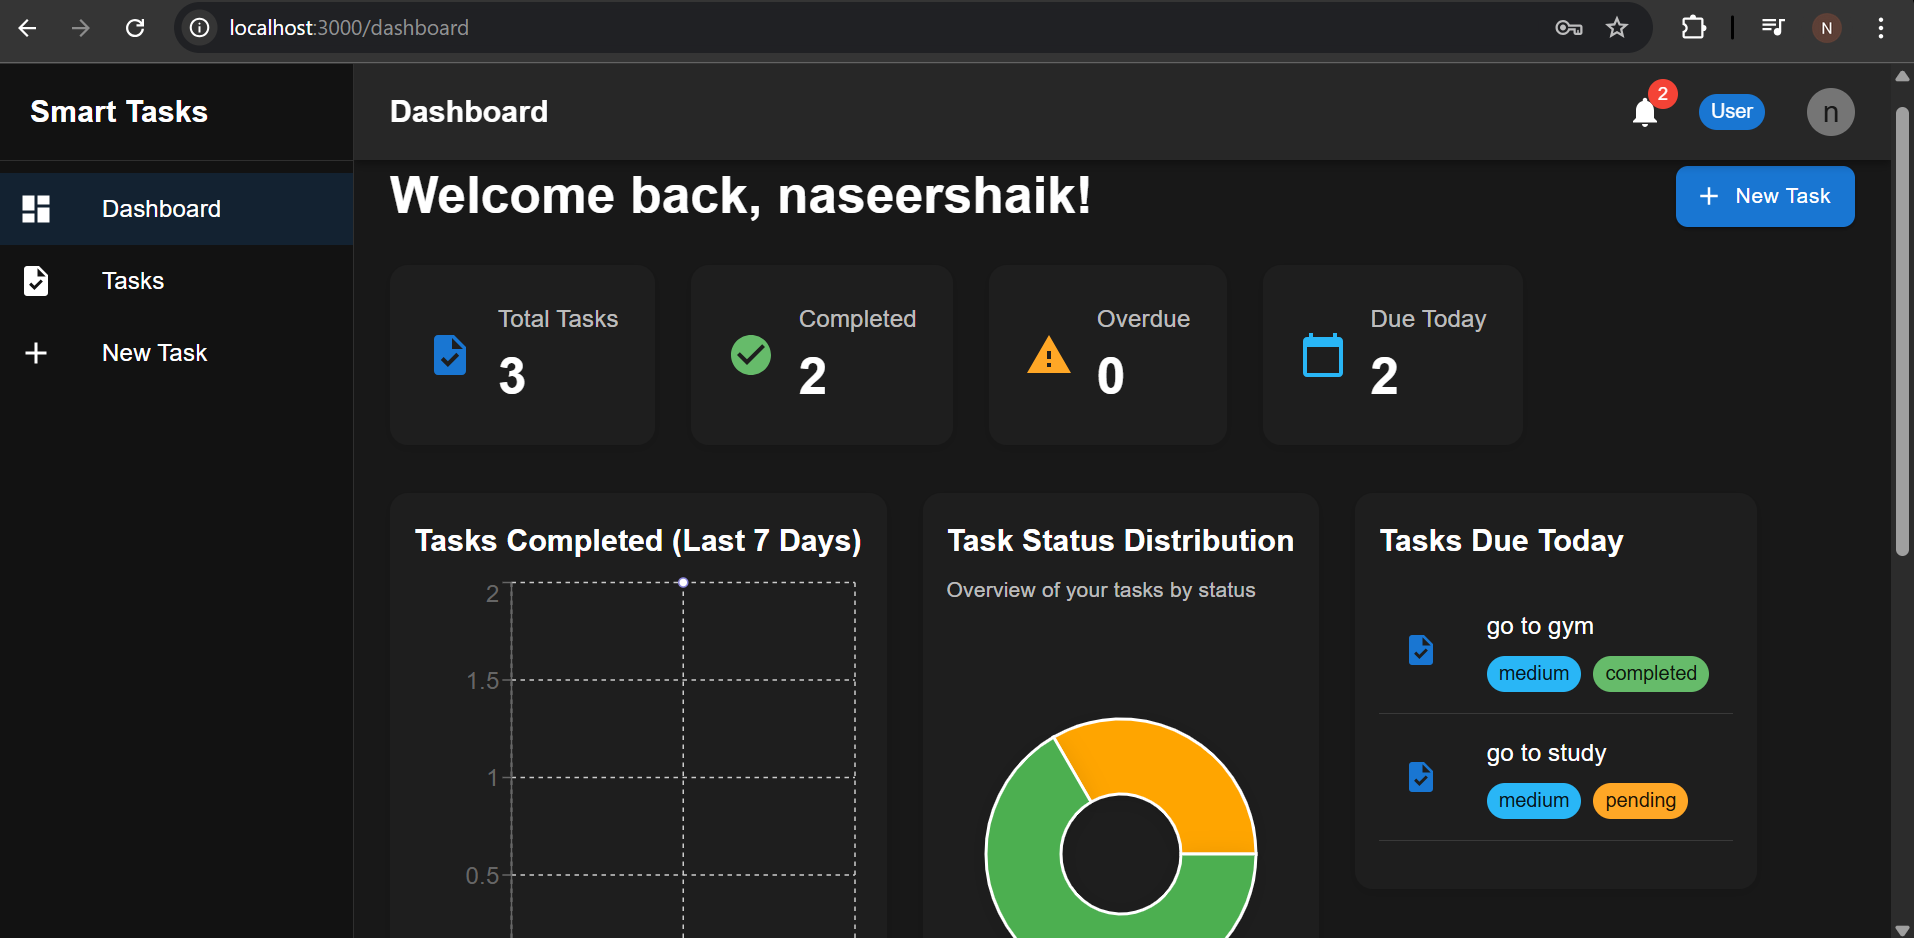 localhost:3000/dashboard
N
Smart Tasks
Dashboard
2
User
n
Dashboard
Tasks
New Task
Welcome back, naseershaik!
New Task
Total Tasks
3
Completed
2
Overdue
0
Due Today
2
Tasks Completed (Last 7 Days)
2
1.5
1
0.5
Task Status Distribution
Overview of your tasks by status
Tasks Due Today
go to gym
medium completed
go to study
medium pending